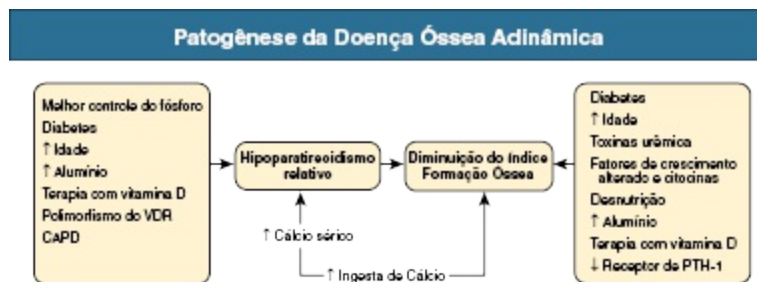 Patogênese da Doença Óssea Adinâmica
Melhor controle do fósforo
Diabetes
↑ Idade
↑ Alumínio
Terapia com vitamina D
Polimorfismo do VDR
CAPD
Hipoparatireoidismo
relativo
Diminuição do índice
Formação Óssea
↑ Cálcio sérico
↑ Ingesta de Cálcio
Diabetes
↑ Idade
Toxinas urêmica
Fatores de crescimento
alterado e citocinas
Desnutrição
↑ Alumínio
Terapia com vitamina D
↓ Receptor de PTH-1